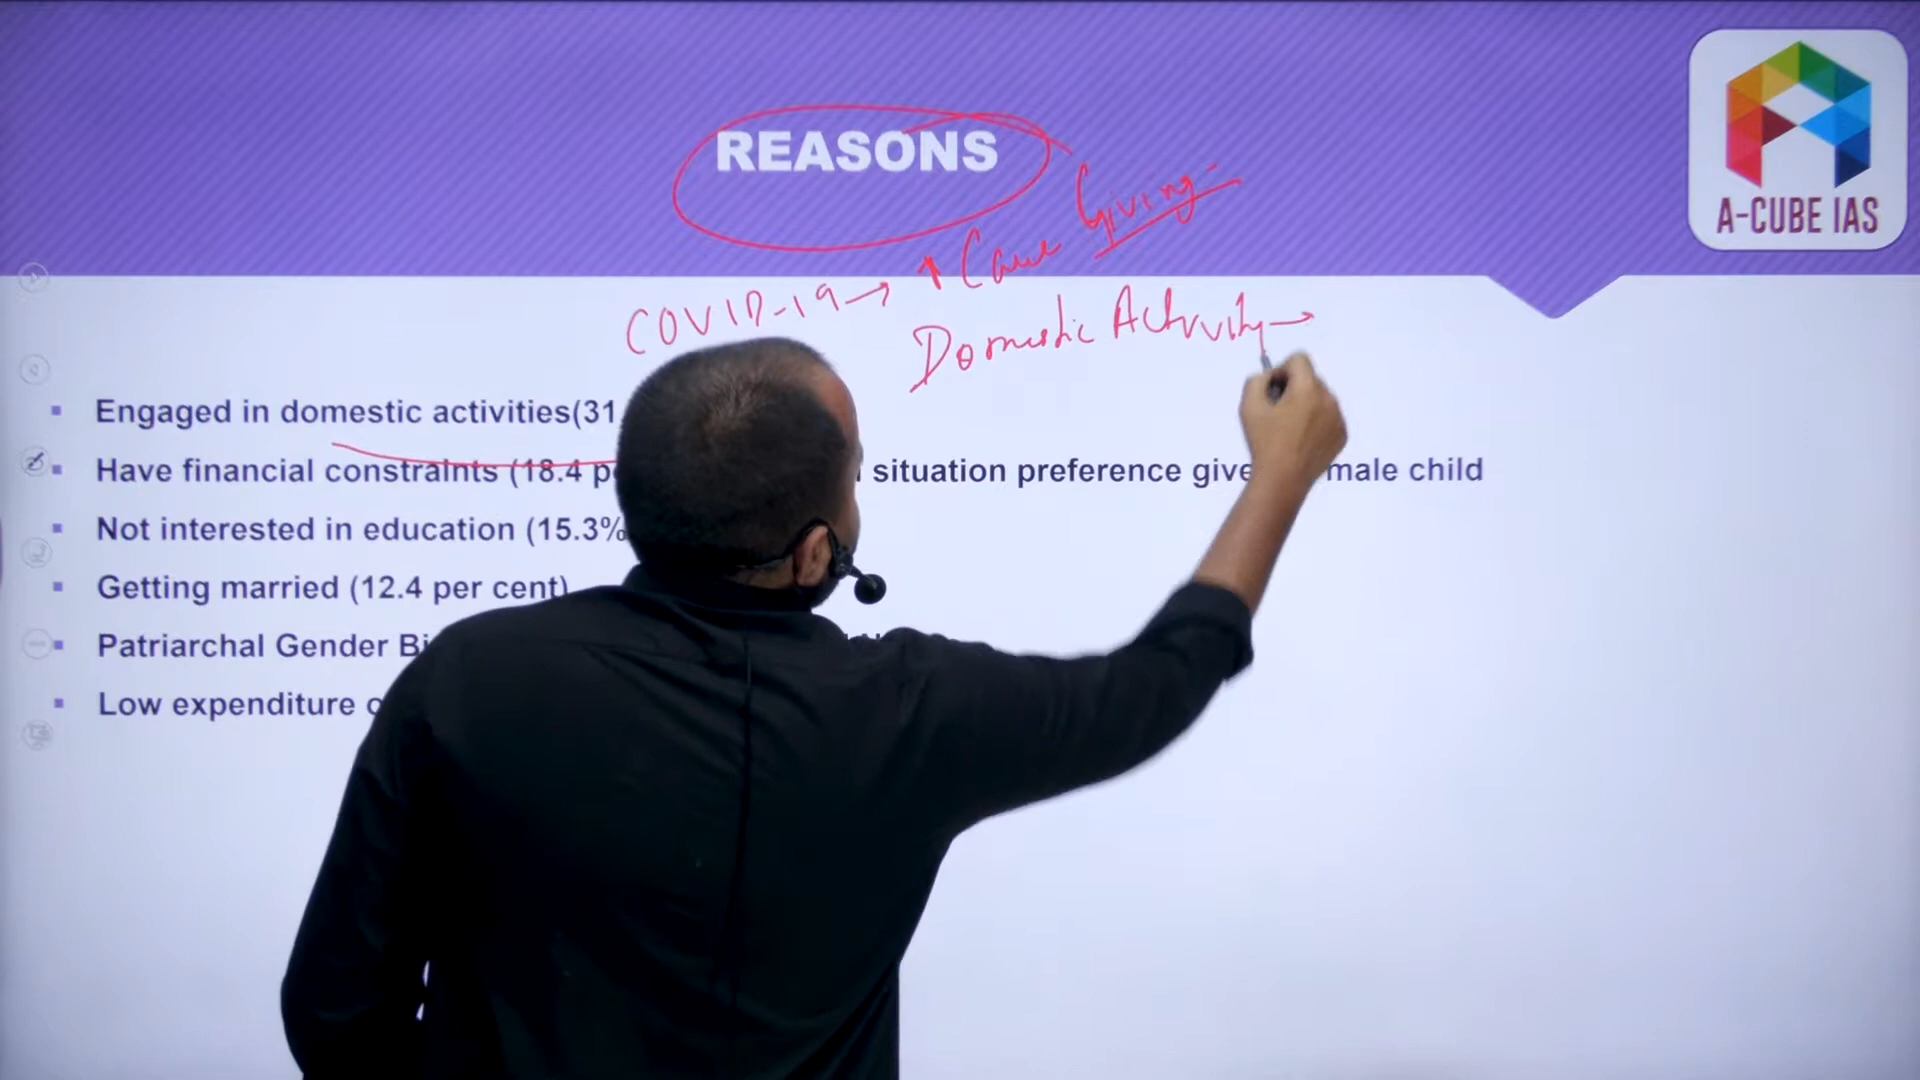 REASONS
A-CUBE IAS
Giving
↑ Care
COVID-19 →
Domestic Activity →
▪ Engaged in domestic activities(31
▪ Have financial constraints (18.4 situation preference male child
▪ Not interested in education (15.3%
▪ Getting married (12.4 per cent)
▪ Patriarchal Gender
▪ Low expenditure